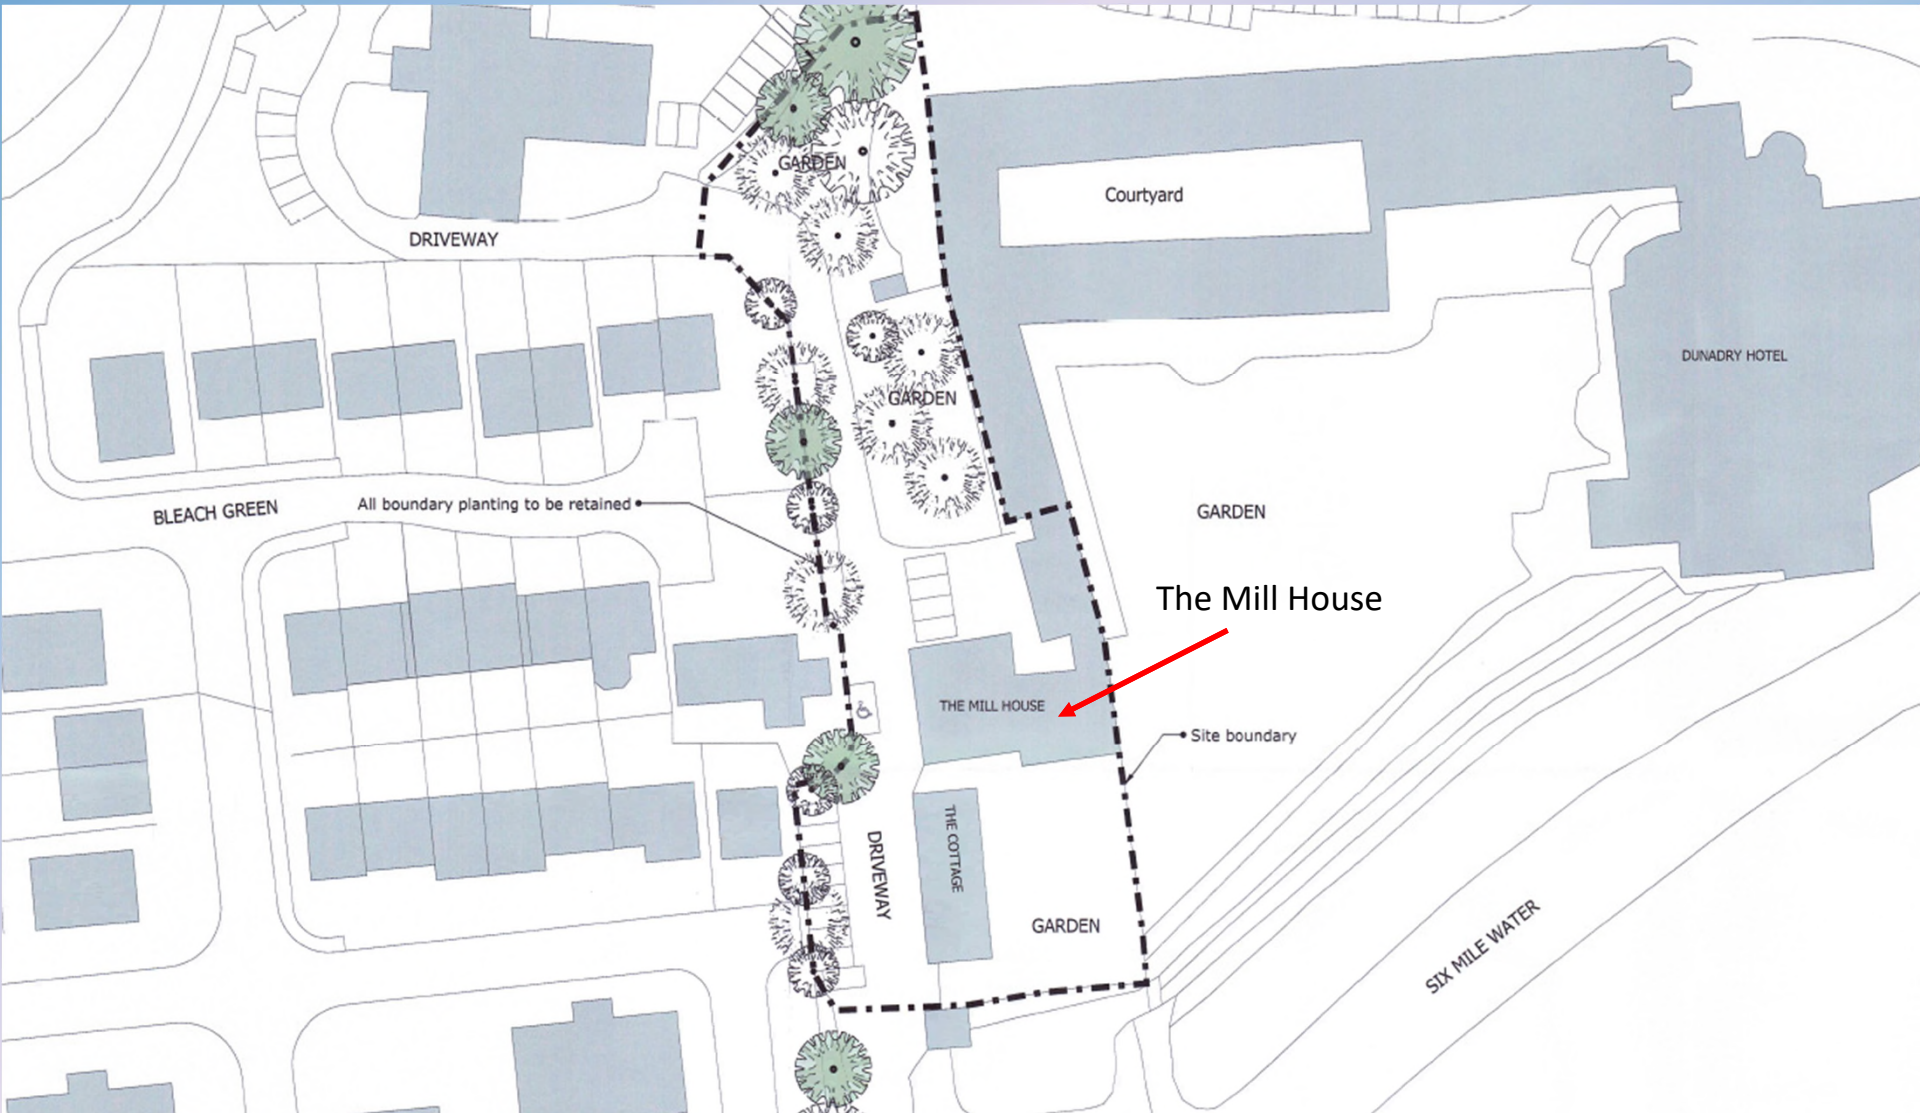 GARDEN
Courtyard
DRIVEWAY
DUNADRY HOTEL
GARDEN
All boundary planting to be retained
BLEACH GREEN
GARDEN
The Mill House
THE MILL HOUSE
Site boundary
THE COTTAGE
DRIVEWAY
GARDEN
SIX MILE WATER